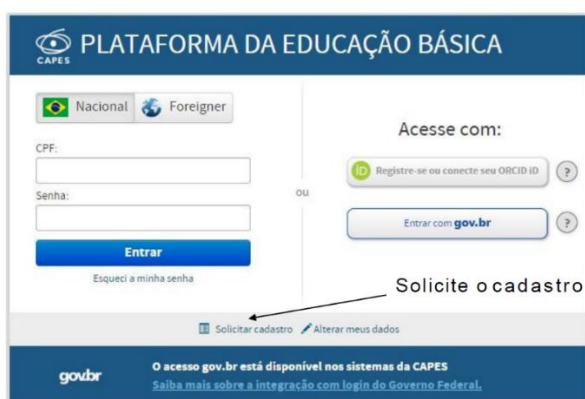 CAPES
PLATAFORMA DA EDUCAÇÃO BÁSICA
Nacional
Foreigner
CPF:
Senha:
Entrar
Esqueci a minha senha
ou
Acesse com:
iD Registre-se ou conecte seu ORCID iD
?
Entrar com gov.br
?
Solicite o cadastro
Solicitar cadastro
Alterar meus dados
gov.br
O acesso gov.br está disponível nos sistemas da CAPES
Saiba mais sobre a integração com login do Governo Federal.